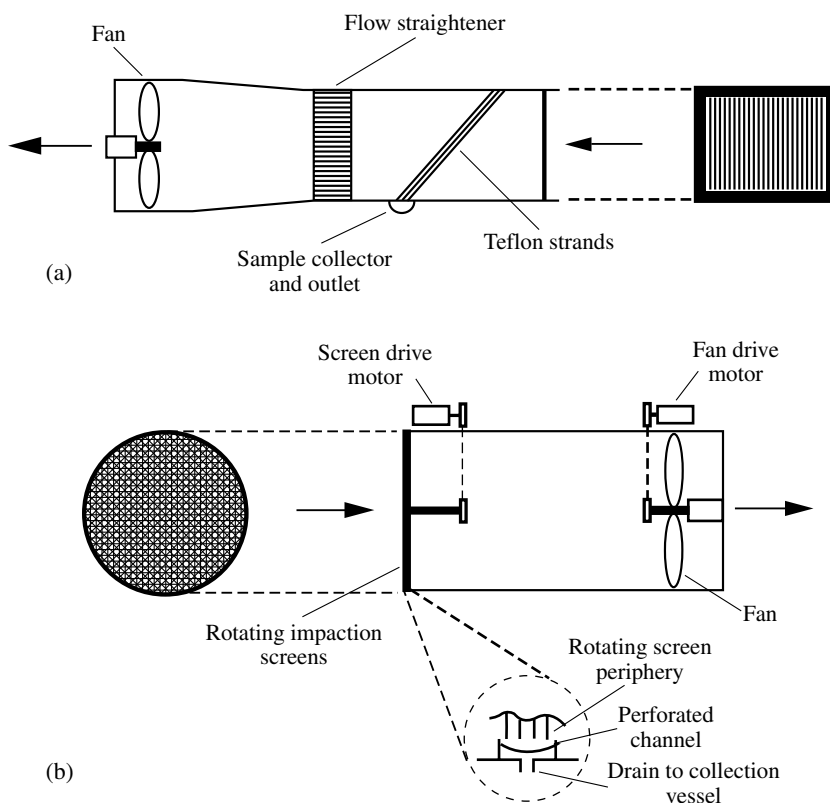 Flow straightener
Fan
Teflon strands
Sample collector
and outlet
(a)
Screen drive
motor
Fan drive
motor
Rotating impaction
screens
Fan
Rotating screen
periphery
Perforated
channel
Drain to collection
vessel
(b)